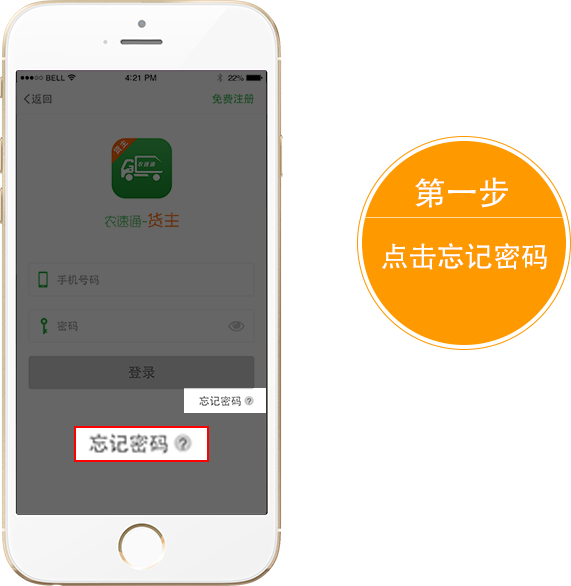 BELL 4:21 PM 22%
返回 免费注册
货主
农速通
农速通-货主
手机号码
密码
登录
忘记密码 ?
忘记密码 ?
第一步
点击忘记密码